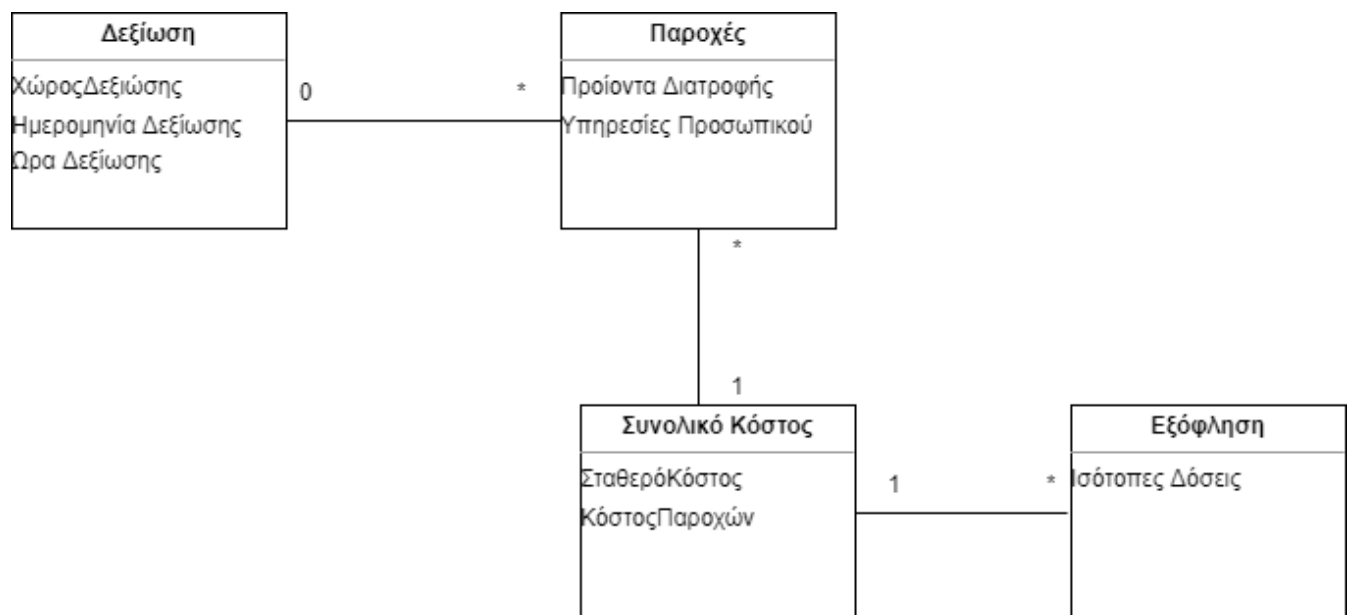 Δεξίωση
ΧώροςΔεξιώσης
Ημερομηνία Δεξίωσης
Ωρα Δεξίωσης
0
*
Παροχές
Προίοντα Διατροφής
Υπηρεσίες Προσωπικού
*
1
Συνολικό Κόστος
ΣταθερόΚόστος
ΚόστοςΠαροχών
1
*
Εξόφληση
Ισότοπες Δόσεις